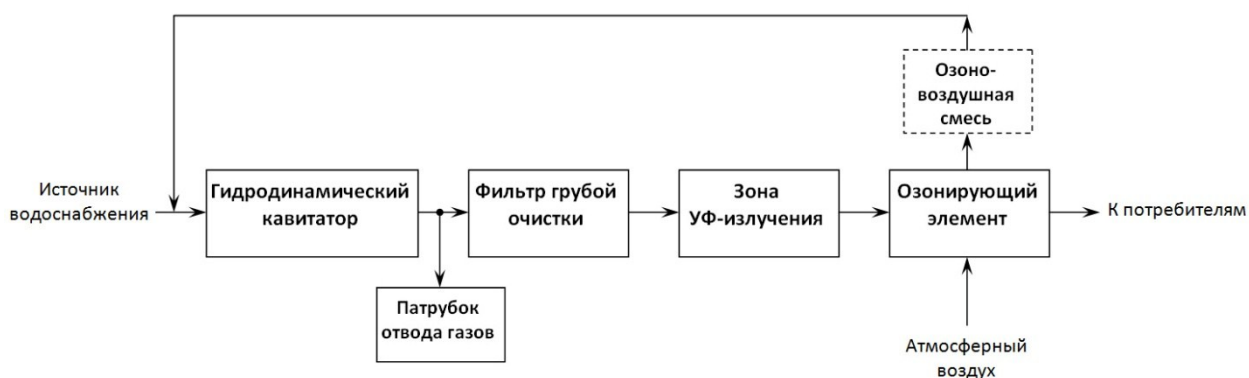 Озоно-
воздушная
смесь
Источник
водоснабжения
Гидродинамический
кавитатор
Фильтр грубой
очистки
Зона
УФ-излучения
Озонирующий
элемент
К потребителям
Патрубок
отвода газов
Атмосферный
воздух